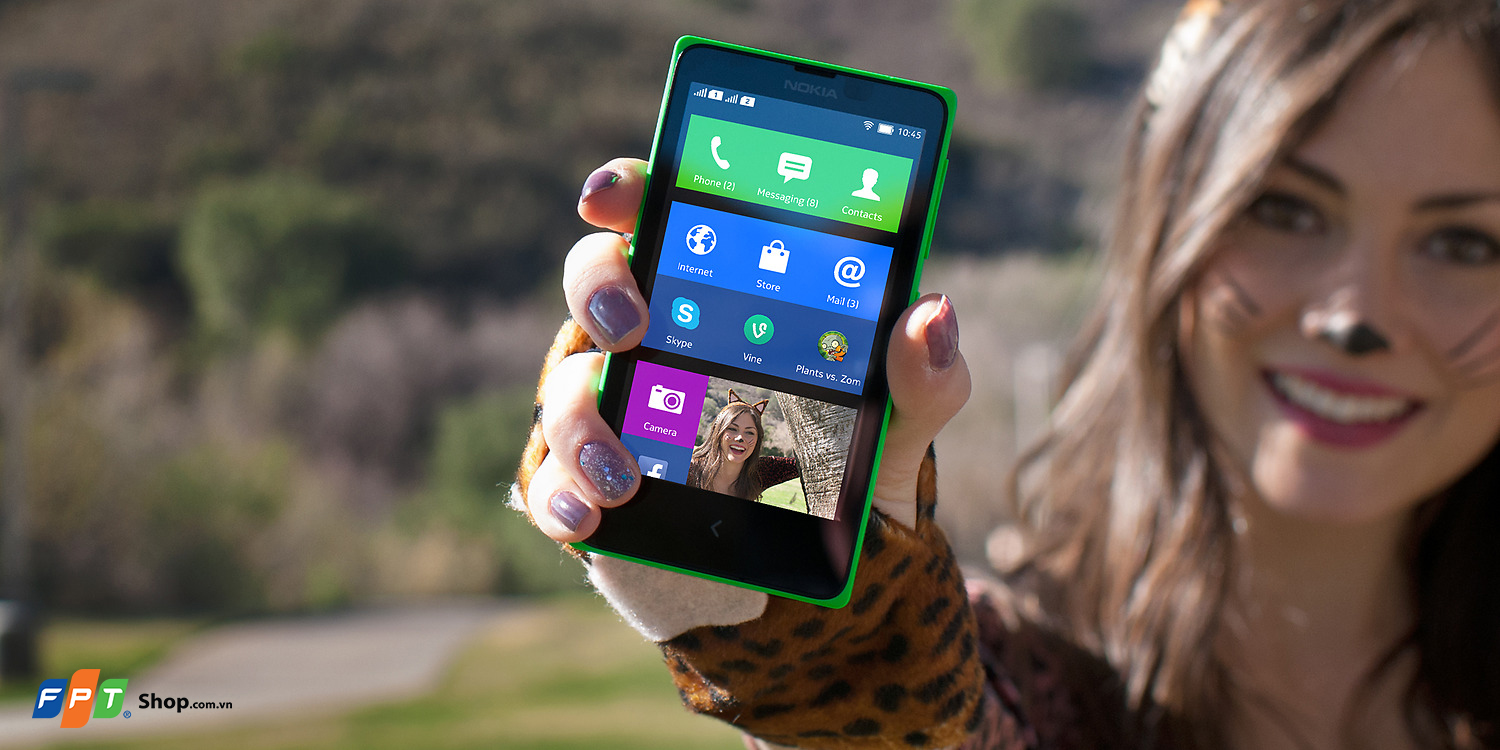 NOKIA
1 2
10:45
Phone (2) Messaging (8) Contacts
Internet Store Mail (3)
Skype Vine Plants vs. Zom
Camera
FPT® Shop.com.vn